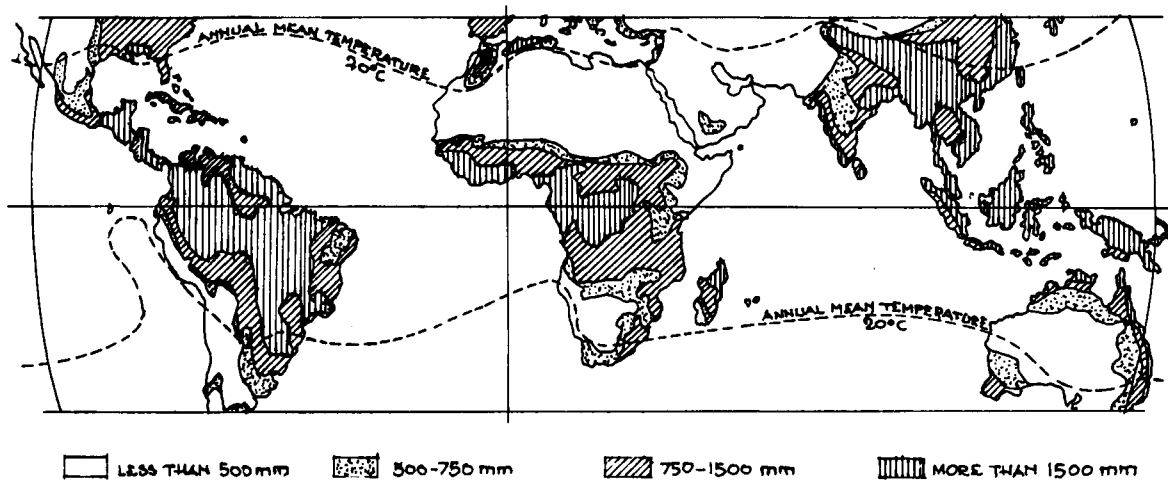 ANNUAL MEAN TEMPERATURE
20°C
ANNUAL MEAN TEMPERATURE
20°C
LESS THAN 500 mm
500-750 mm
750-1500 mm
MORE THAN 1500 mm